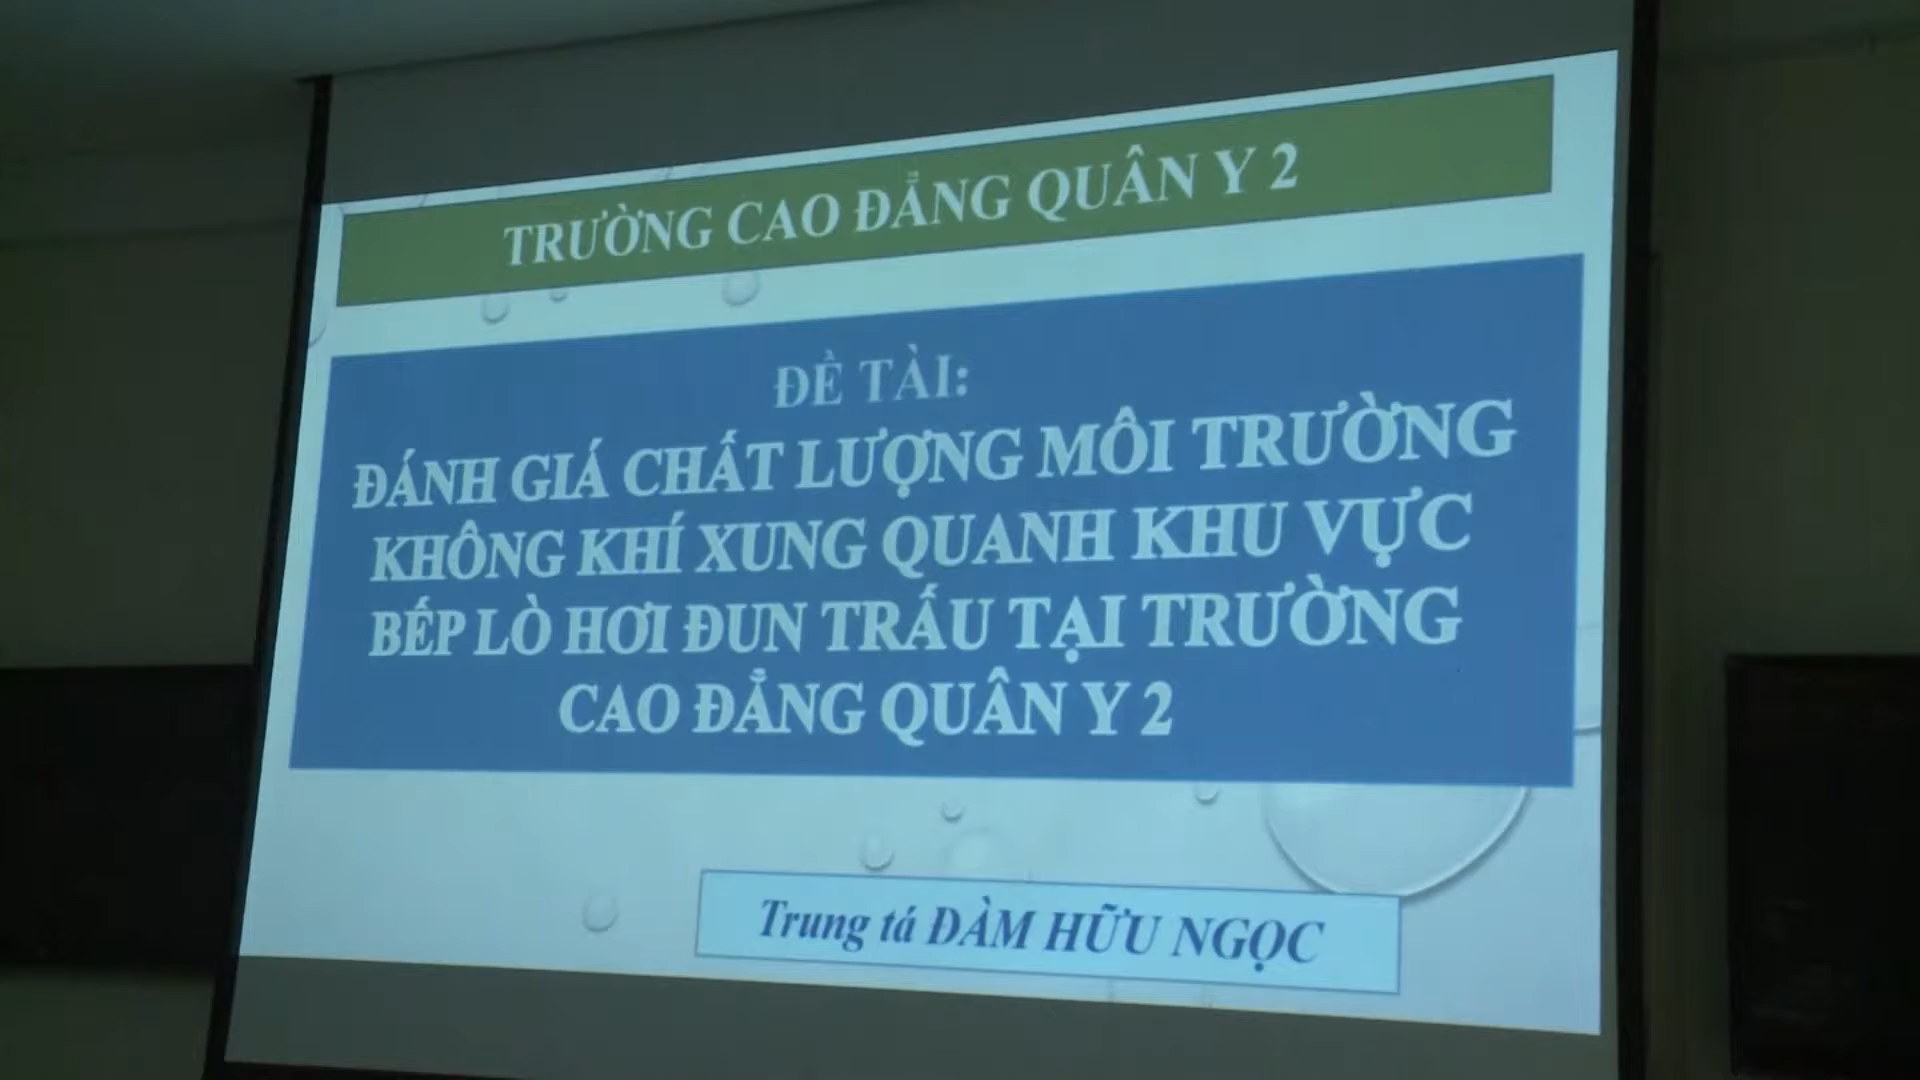 TRƯỜNG CAO ĐẲNG QUÂN Y 2
ĐỀ TÀI:
ĐÁNH GIÁ CHẤT LƯỢNG MÔI TRƯỜNG
KHÔNG KHÍ XUNG QUANH KHU VỰC
BẾP LÒ HƠI ĐUN TRẤU TẠI TRƯỜNG
CAO ĐẲNG QUÂN Y 2
Trung tá ĐÀM HỮU NGỌC